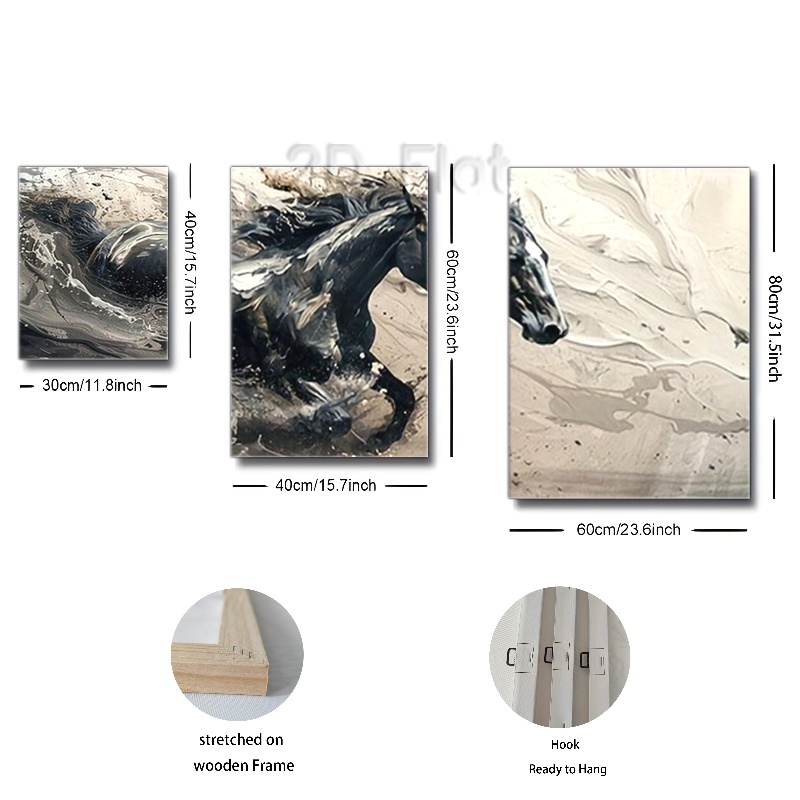 2D Flat
40cm/15.7inch
30cm/11.8inch
60cm/23.6inch
40cm/15.7inch
80cm/31.5inch
60cm/23.6inch
stretched on
wooden Frame
Hook
Ready to Hang